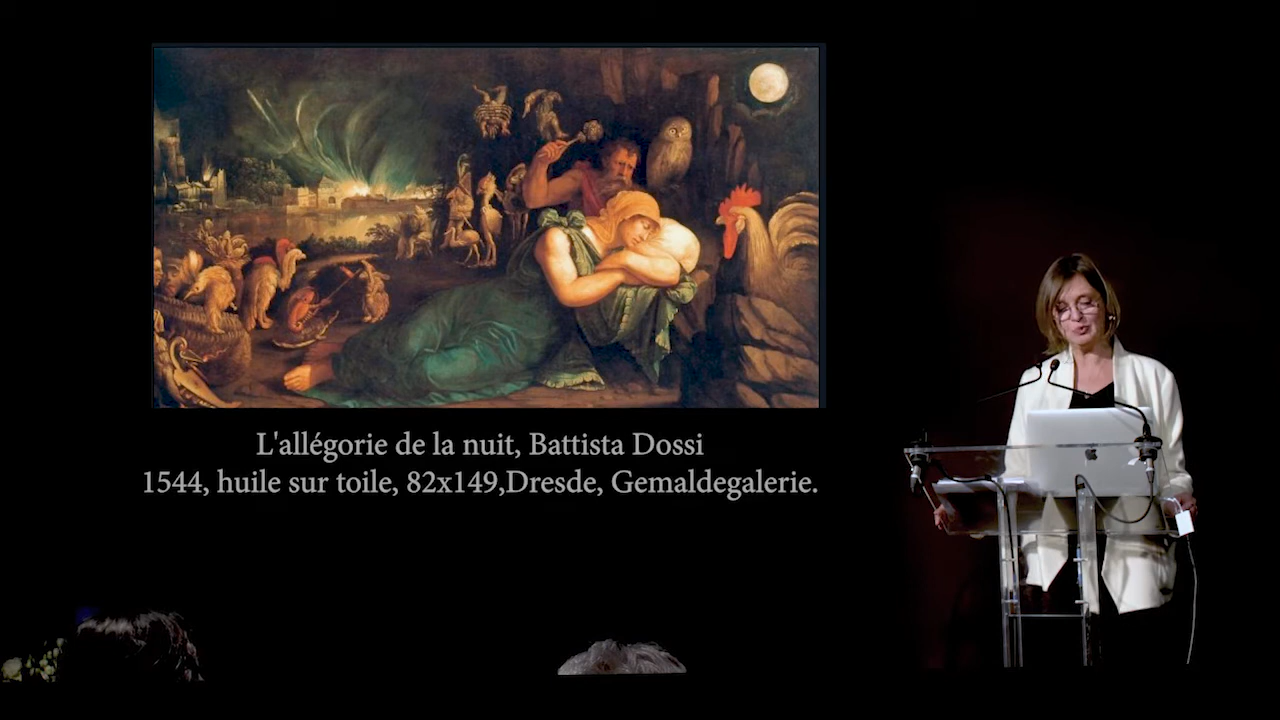 L'allégorie de la nuit, Battista Dossi
1544, huile sur toile, 82x149,Dresde, Gemaldegalerie.